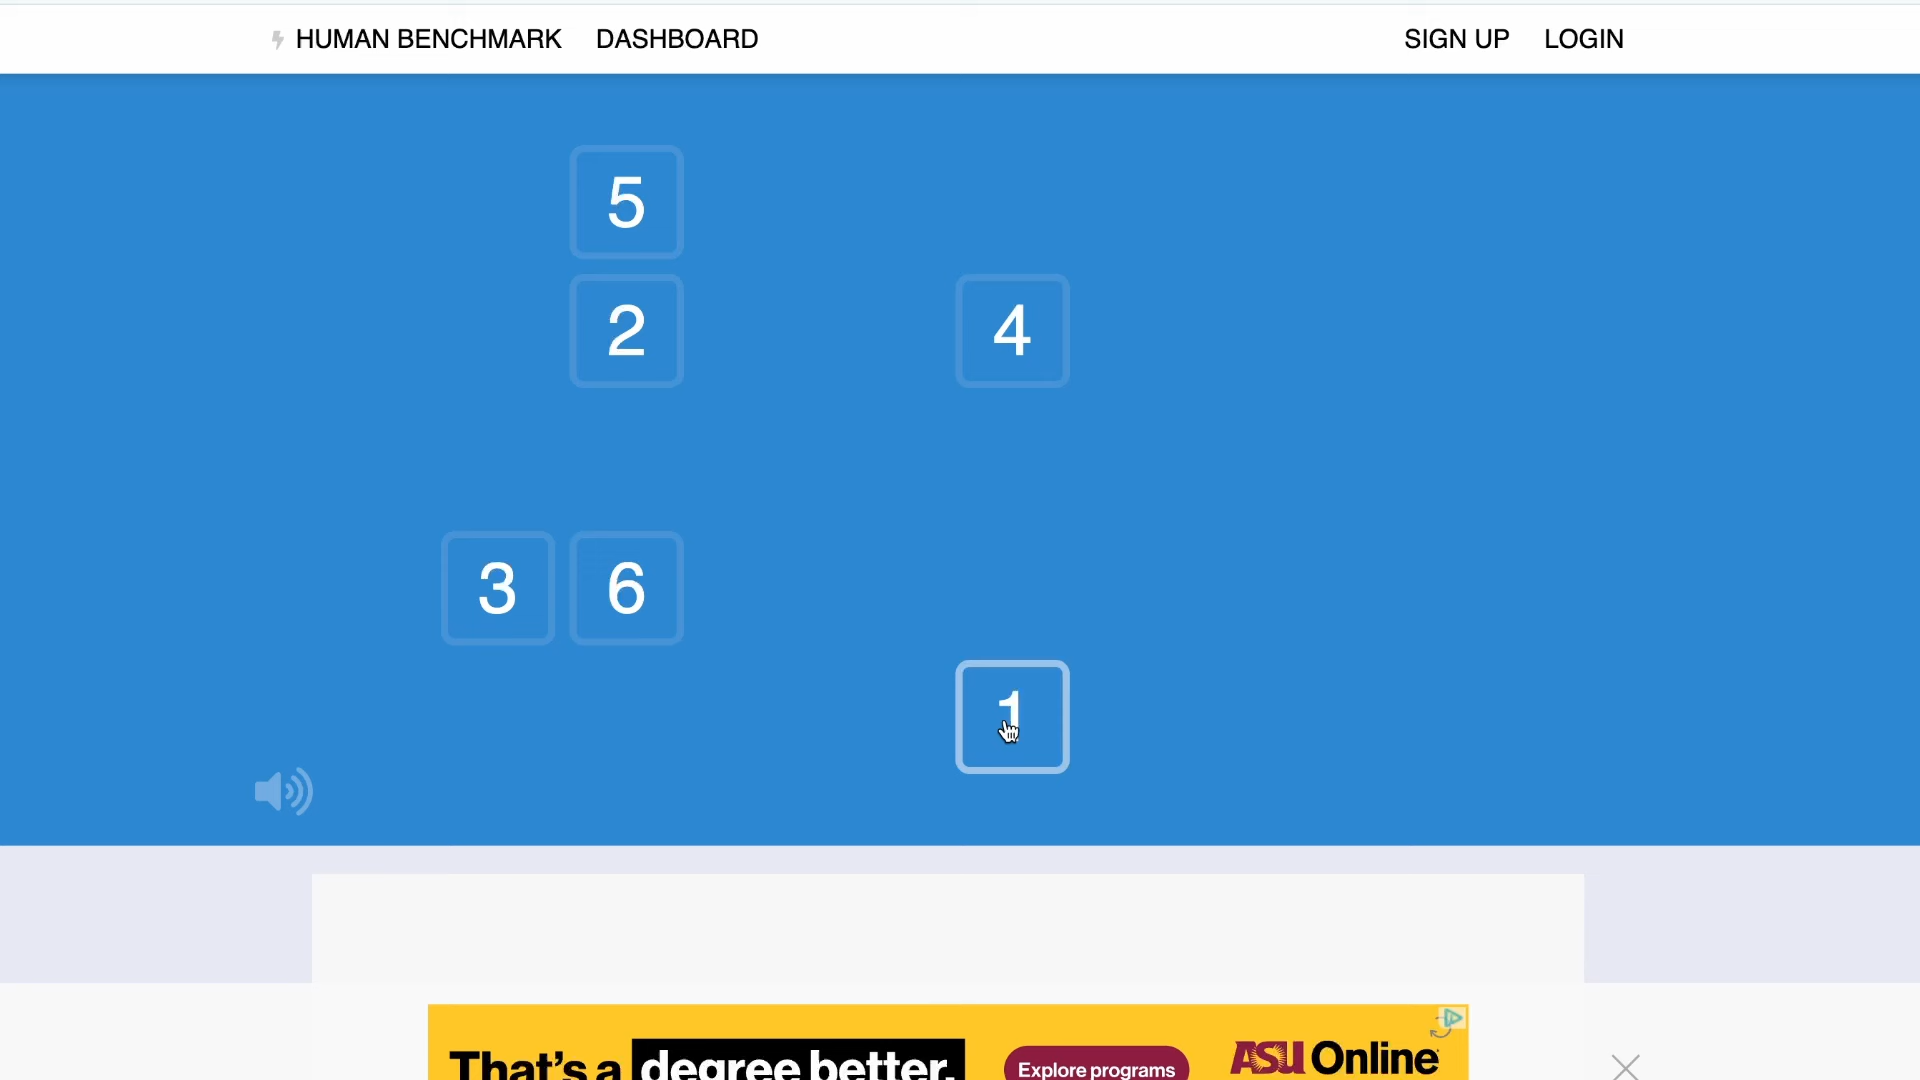 HUMAN BENCHMARK DASHBOARD SIGN UP LOGIN
5
2 4
3 6
1
That's a degree better. Explore programs ASU Online